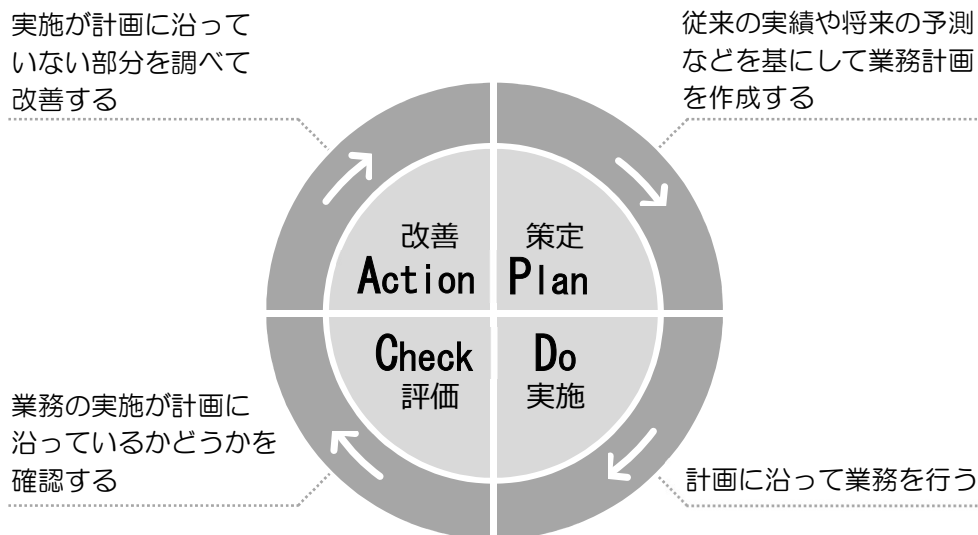 実施が計画に沿って
いない部分を調べて
改善する
従来の実績や将来の予測
などを基にして業務計画
を作成する
改善
Action
策定
Plan
Check
評価
Do
実施
業務の実施が計画に
沿っているかどうかを
確認する
計画に沿って業務を行う